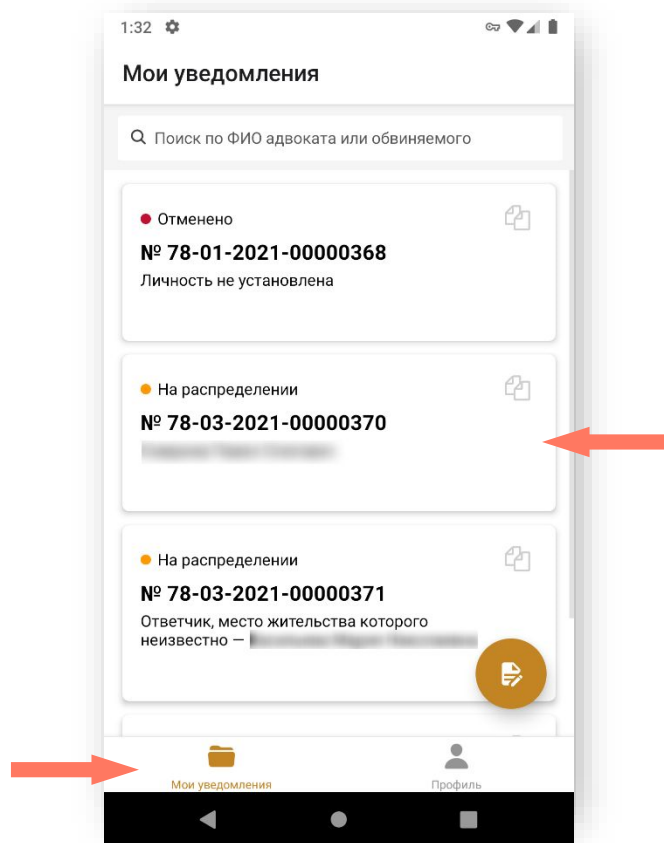 1:32
Мои уведомления
Поиск по ФИО адвоката или обвиняемого
Отменено
№ 78-01-2021-00000368
Личность не установлена
На распределении
№ 78-03-2021-00000370
На распределении
№ 78-03-2021-00000371
Ответчик, место жительства которого
неизвестно —
Мои уведомления Профиль